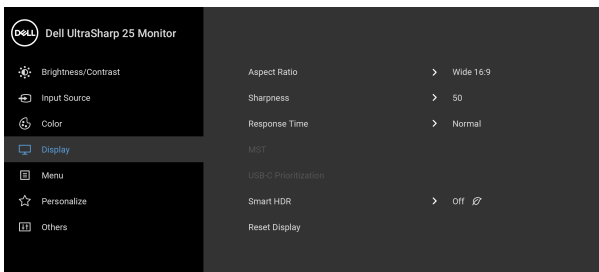 DELL Dell UltraSharp 25 Monitor
Brightness/Contrast
Aspect Ratio Wide 16:9
Input Source
Sharpness 50
Color
Response Time Normal
Display
MST
Menu
USB-C Prioritization
Personalize
Smart HDR Off
Others
Reset Display